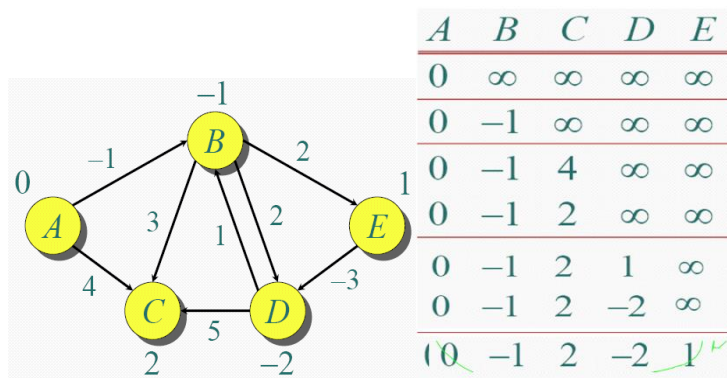 –1
B
–1
2
0
1
A
3
1
2
E
4
–3
C
D
5
2
–2
A B C D E
0 ∞ ∞ ∞ ∞
0 –1 ∞ ∞ ∞
0 –1 4 ∞ ∞
0 –1 2 ∞ ∞
0 –1 2 1 ∞
0 –1 2 –2 ∞
0 –1 2 –2 1